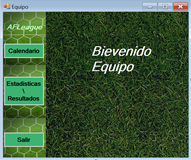 Equipo
AFLeague
Calendario
Bievenido
Equipo
Estadisticas
\
Resultados
Salir